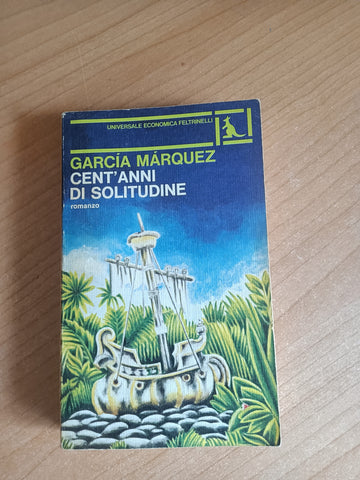 UNIVERSALE ECONOMICA FELTRINELLI
GARCÍA MÁRQUEZ
CENT'ANNI
DI SOLITUDINE
romanzo